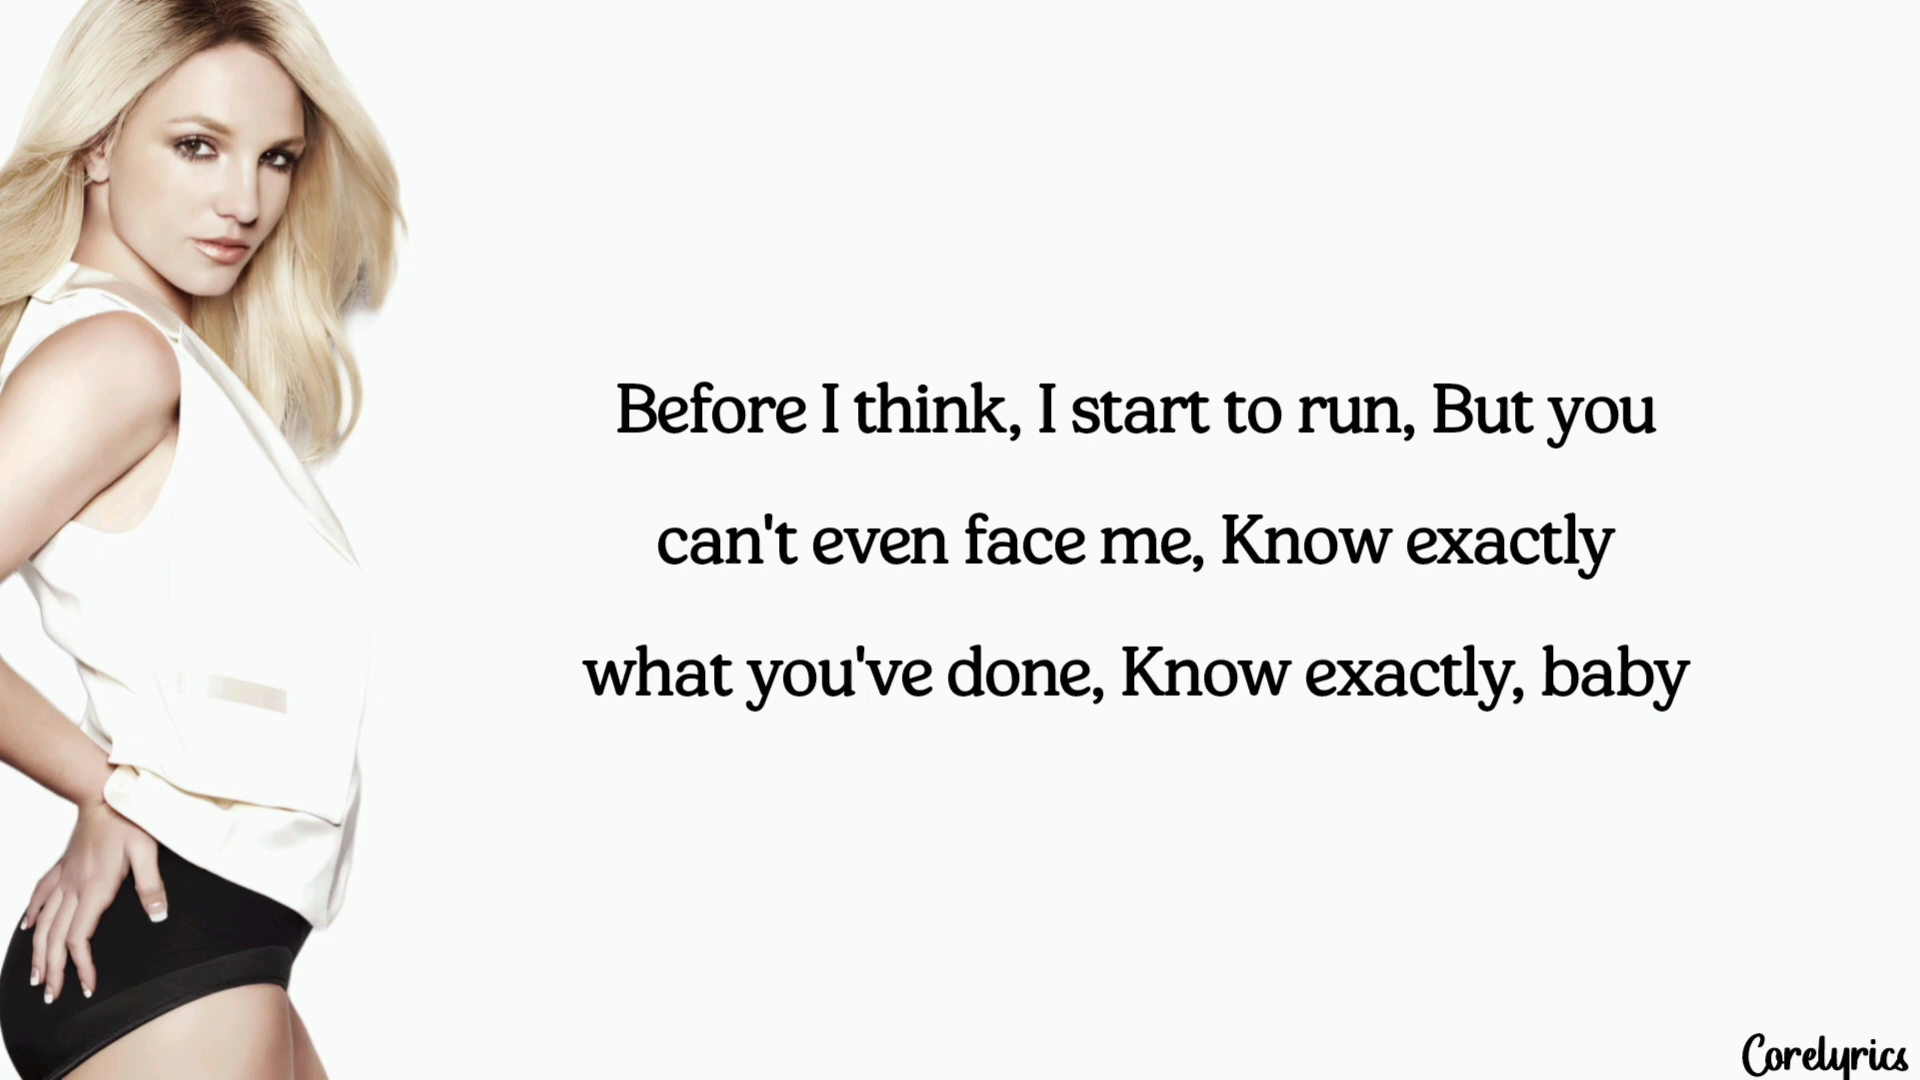 Before I think, I start to run, But you
can't even face me, Know exactly
what you've done, Know exactly, baby
Corelyrics